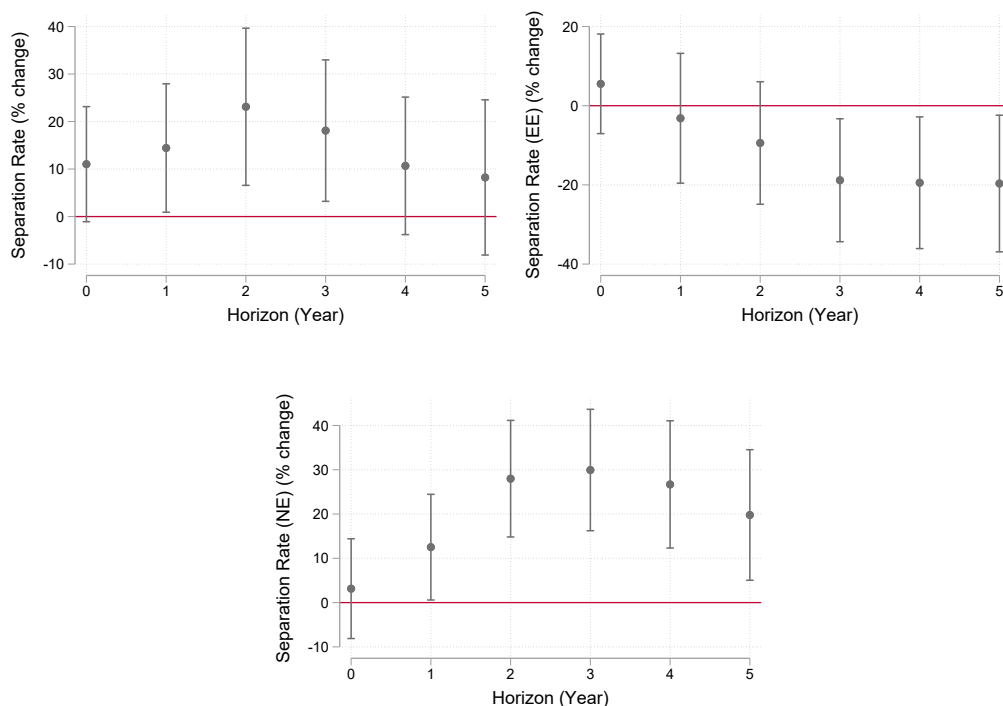 Separation Rate (% change)
40
30
20
10
0
-10
0 1 2 3 4 5
Horizon (Year)
Separation Rate (EE) (% change)
20
0
-20
-40
0 1 2 3 4 5
Horizon (Year)
Separation Rate (NE) (% change)
40
30
20
10
0
-10
0 1 2 3 4 5
Horizon (Year)